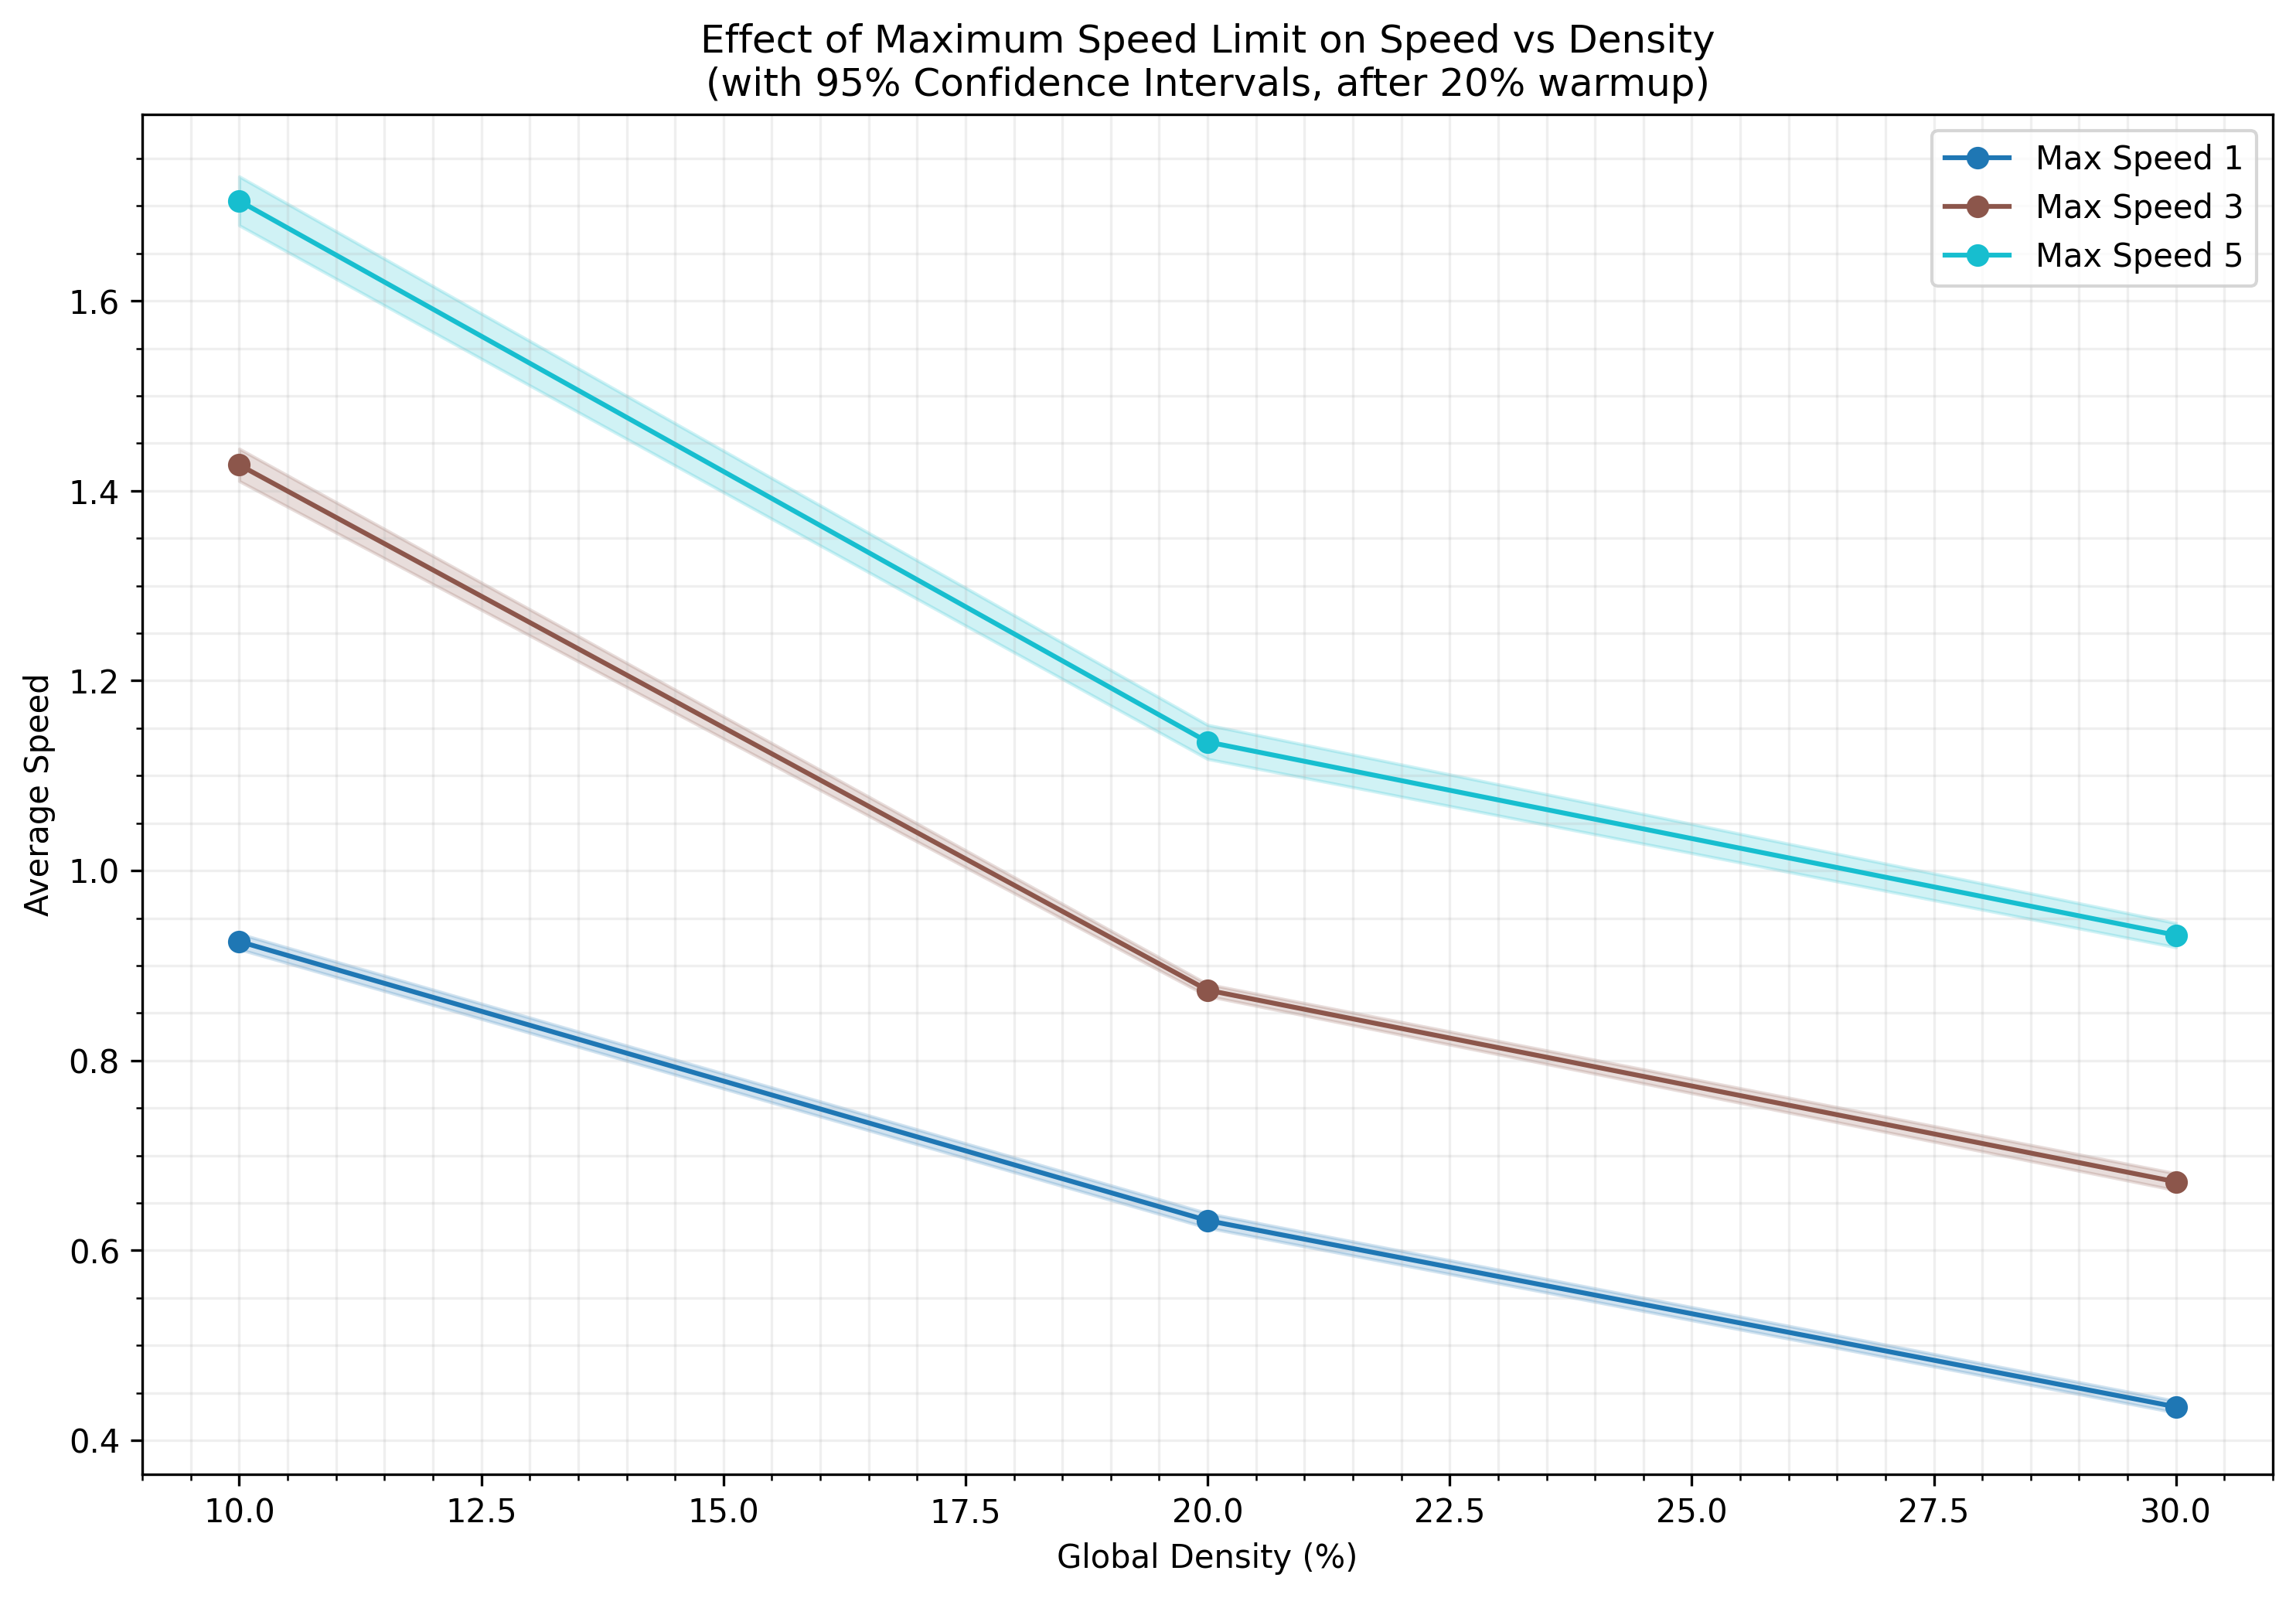 Effect of Maximum Speed Limit on Speed vs Density
(with 95% Confidence Intervals, after 20% warmup)
Max Speed 1
Max Speed 3
Max Speed 5
Average Speed
1.6
1.4
1.2
1.0
0.8
0.6
0.4
10.0 12.5 15.0 17.5 20.0 22.5 25.0 27.5 30.0
Global Density (%)